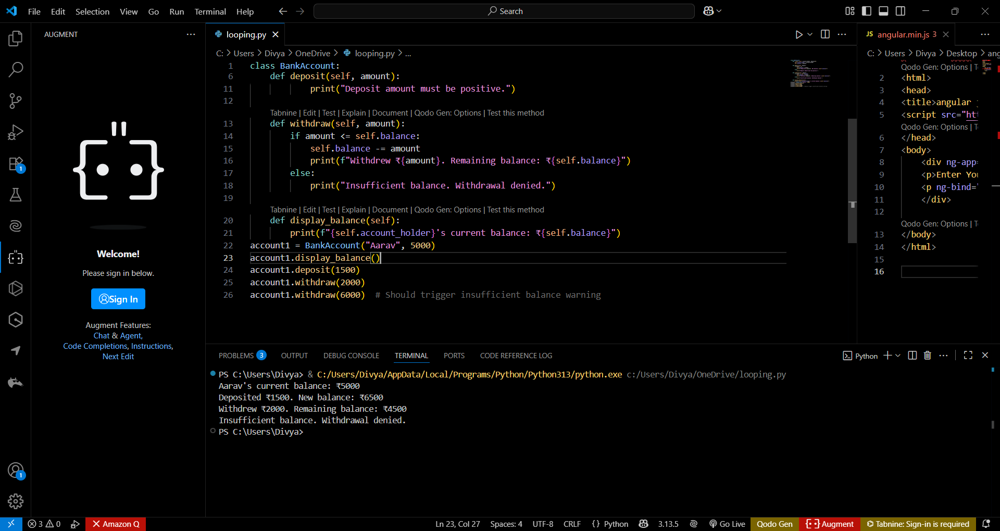 File Edit Selection View Go Run Terminal Help
Search
AUGMENT
Welcome!
Please sign in below.
Sign In
Augment Features:
Chat & Agent,
Code Completions, Instructions,
Next Edit
looping.py
C: > Users > Divya > OneDrive > looping.py > ...
1 class BankAccount:
6 def deposit(self, amount):
11 print("Deposit amount must be positive.")
12
Tabnine | Edit | Test | Explain | Document | Qodo Gen: Options | Test this method
13 def withdraw(self, amount):
14 if amount <= self.balance:
15 self.balance -= amount
16 print(f"Withdrew ₹{amount}. Remaining balance: ₹{self.balance}")
17 else:
18 print("Insufficient balance. Withdrawal denied.")
19
Tabnine | Edit | Test | Explain | Document | Qodo Gen: Options | Test this method
20 def display_balance(self):
21 print(f"{self.account_holder}'s current balance: ₹{self.balance}")
22 account1 = BankAccount("Aarav", 5000)
23 account1.display_balance()
24 account1.deposit(1500)
25 account1.withdraw(2000)
26 account1.withdraw(6000)  # Should trigger insufficient balance warning
JS angular.min.js 3
C: > Users > Divya > Desktop > ang
Qodo Gen: Options | T
2 <html>
3 <head>
4 <title>angular
5 <script src="htt
Qodo Gen: Options | T
6 </head>
7 <body>
8 <div ng-app=
9 <p>Enter You
10 <p ng-bind="
11 </div>
12
Qodo Gen: Options | T
13 </body>
14 </html>
15
16
PROBLEMS 3 OUTPUT DEBUG CONSOLE TERMINAL PORTS CODE REFERENCE LOG
Python
PS C:\Users\Divya> & C:/Users/Divya/AppData/Local/Programs/Python/Python313/python.exe c:/Users/Divya/OneDrive/looping.py
Aarav's current balance: ₹5000
Deposited ₹1500. New balance: ₹6500
Withdrew ₹2000. Remaining balance: ₹4500
Insufficient balance. Withdrawal denied.
PS C:\Users\Divya>
1
1
3 0 Amazon Q Ln 23, Col 27 Spaces: 4 UTF-8 CRLF {} Python 3.13.5 Go Live Qodo Gen Augment Tabnine: Sign-in is required